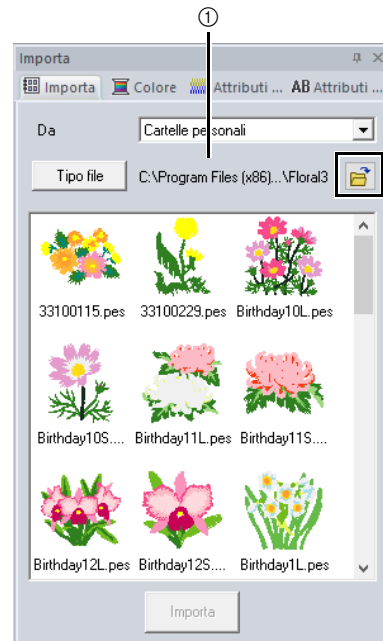 ①
Importa
Importa Colore Attributi ... AB Attributi ...
Da Cartelle personali
Tipo file C:\Program Files (x86)...\Floral3
33100115.pes 33100229.pes Birthday10L.pes
Birthday10S.... Birthday11L.pes Birthday11S....
Birthday12L.pes Birthday12S.... Birthday1L.pes
Importa